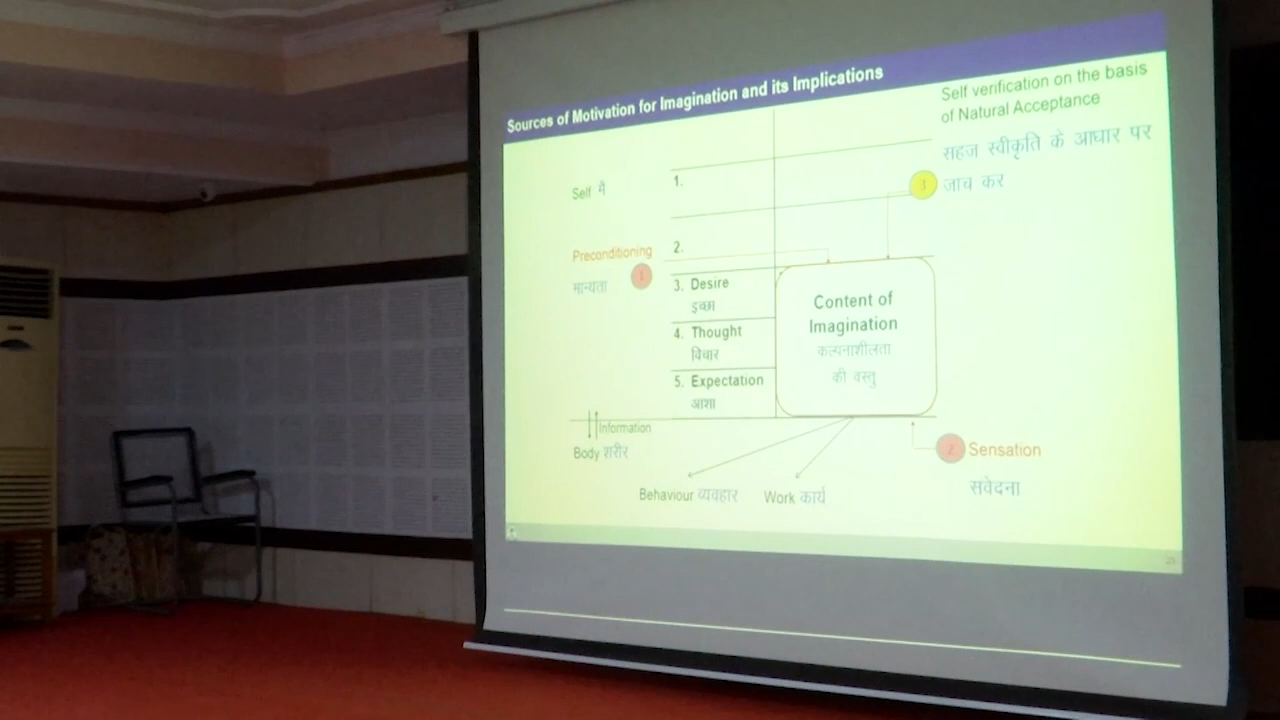 Sources of Motivation for Imagination and its Implications
Self verification on the basis
of Natural Acceptance
सहज स्वीकृति के आधार पर
जाच कर
3
Self मैं
1.
2.
Preconditioning
1
मान्यता
3. Desire
इच्छा
4. Thought
विचार
5. Expectation
आशा
Content of
Imagination
कल्पनाशीलता
की वस्तु
Information
Body शरीर
2 Sensation
संवेदना
Behaviour व्यवहार
Work कार्य